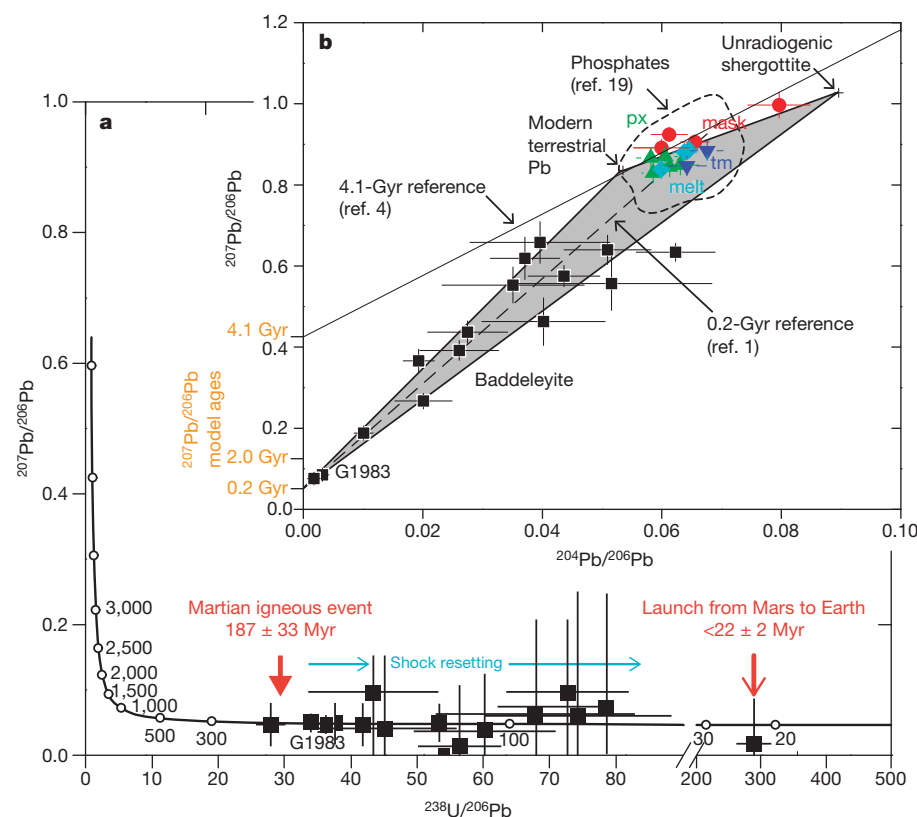 b
Unradiogenic
shergottite
Phosphates
(ref. 19)
px
mask
Modern
terrestrial
Pb
tm
melt
4.1-Gyr reference
(ref. 4)
0.2-Gyr reference
(ref. 1)
Baddeleyite
G1983
1.2
1.0
0.8
0.6
0.4
0.2
0.0
207Pb/206Pb
4.1 Gyr
2.0 Gyr
0.2 Gyr
207Pb/206Pb
model ages
0.00
0.02
0.04
0.06
0.08
0.10
204Pb/206Pb
a
1.0
0.8
0.6
0.4
0.2
0.0
207Pb/206Pb
3,000
2,500
2,000
1,500
1,000
500
300
G1983
100
30
20
Martian igneous event
187 ± 33 Myr
Shock resetting
Launch from Mars to Earth
<22 ± 2 Myr
0
10
20
30
40
50
60
70
80
200
300
400
500
238U/206Pb